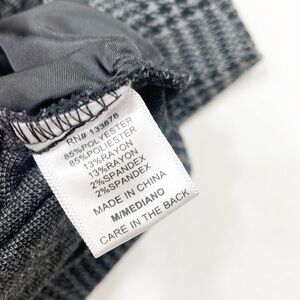 RN# 133678
85%POLYESTER
85%POLIESTER
13%RAYON
13%RAYON
2%SPANDEX
2%SPANDEX
MADE IN CHINA
M/MEDIANO
CARE IN THE BACK